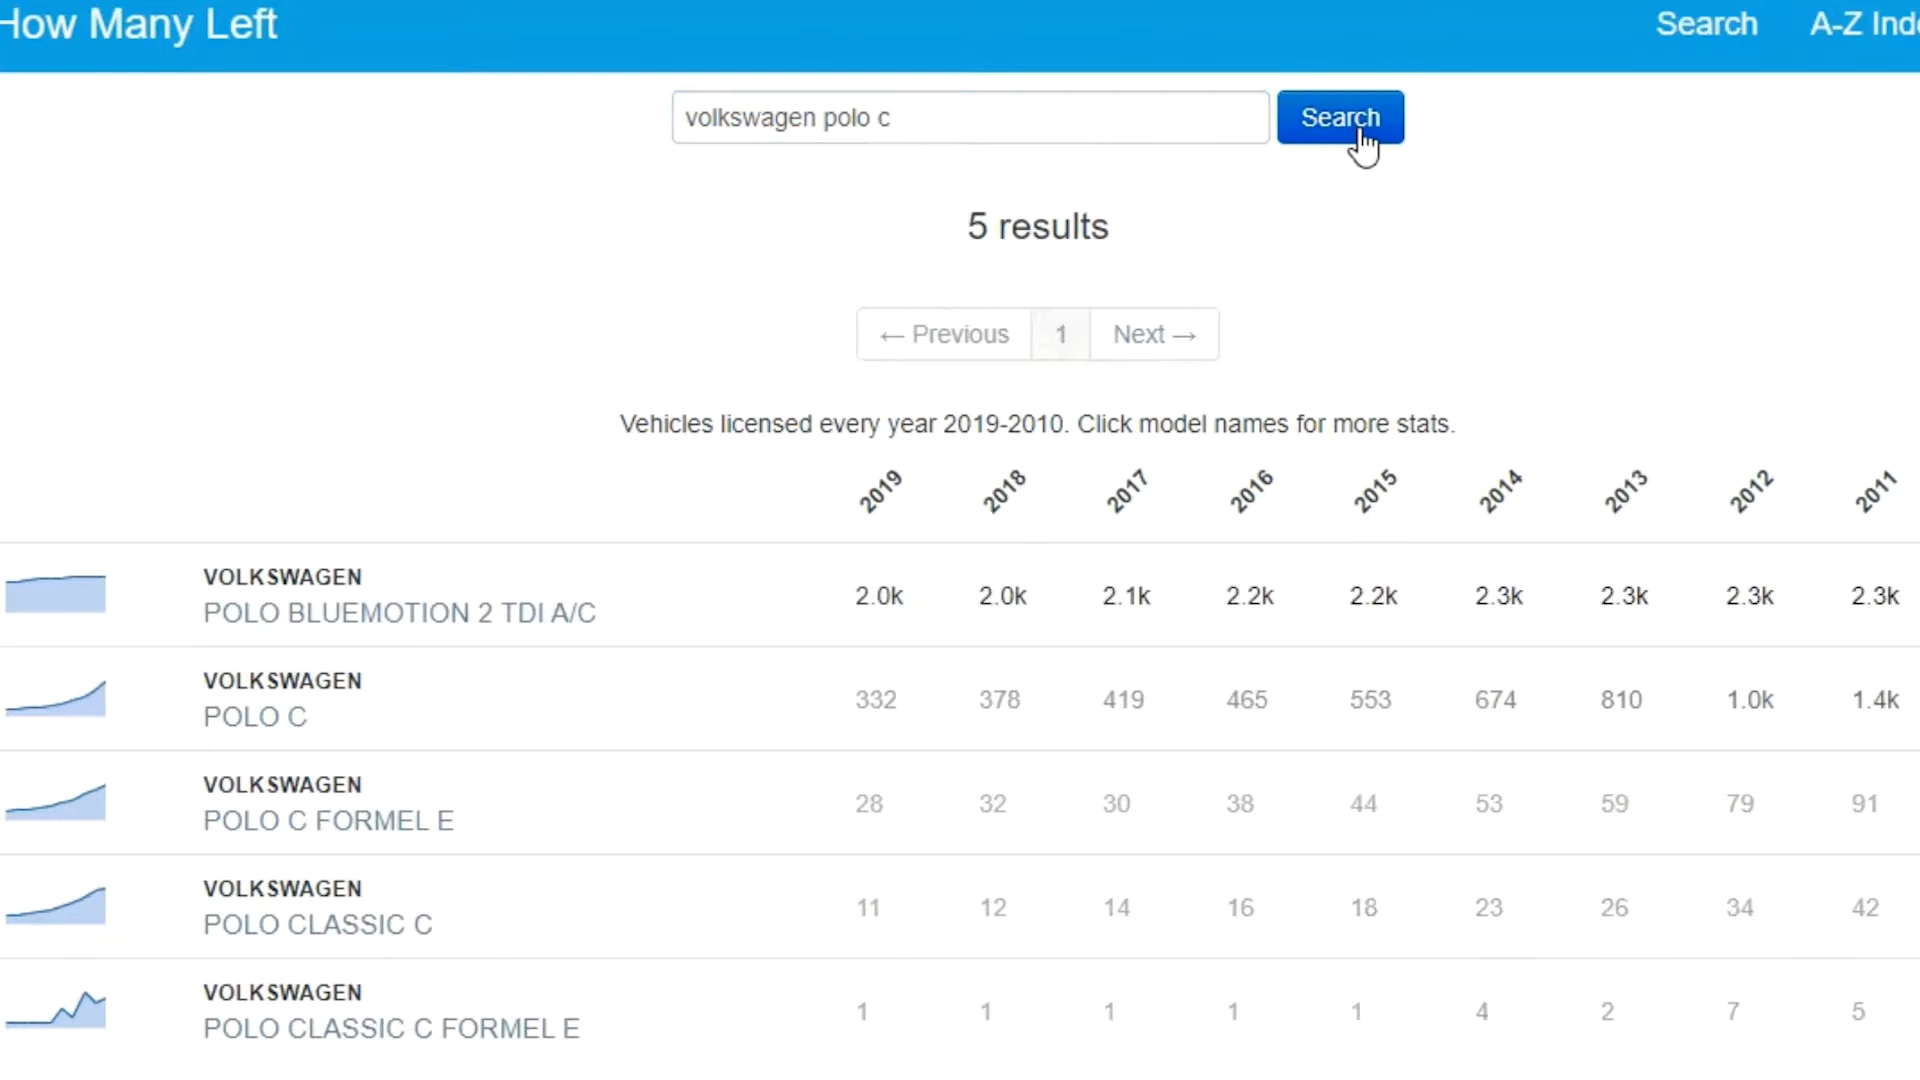 How Many Left
Search A-Z
volkswagen polo c Search
5 results
← Previous 1 Next →
Vehicles licensed every year 2019-2010. Click model names for more stats.
2019 2018 2017 2016 2015 2014 2013 2012 2011
VOLKSWAGEN
POLO BLUEMOTION 2 TDI A/C 2.0k 2.0k 2.1k 2.2k 2.2k 2.3k 2.3k 2.3k 2.3k
VOLKSWAGEN
POLO C 332 378 419 465 553 674 810 1.0k 1.4k
VOLKSWAGEN
POLO C FORMEL E 28 32 30 38 44 53 59 79 91
VOLKSWAGEN
POLO CLASSIC C 11 12 14 16 18 23 26 34 42
VOLKSWAGEN
POLO CLASSIC C FORMEL E 1 1 1 1 1 4 2 7 5